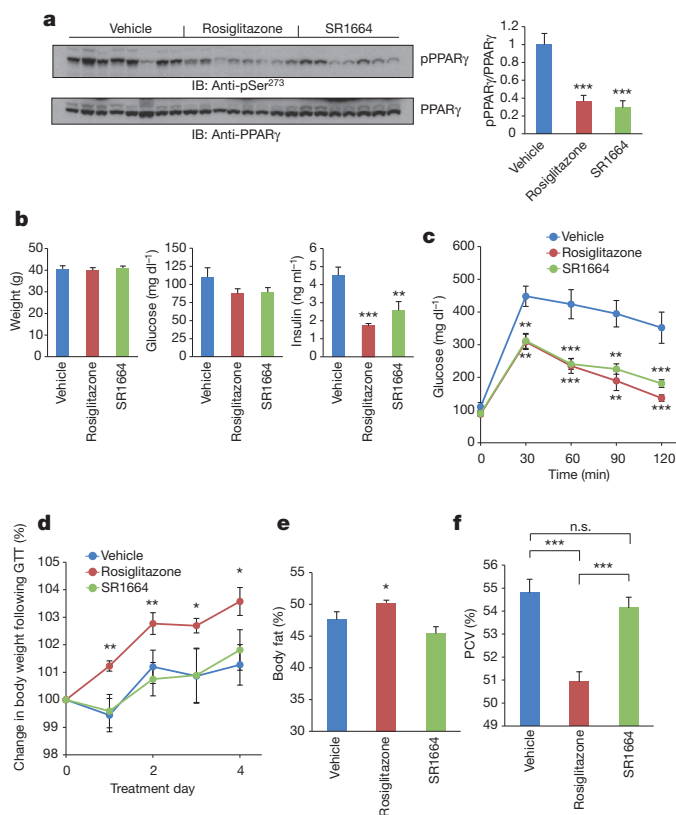 a
Vehicle Rosiglitazone SR1664
pPPARγ
IB: Anti-pSer²⁷³
PPARγ
IB: Anti-PPARγ
pPPARγ/PPARγ
1.2
1
0.8
0.6
0.4
0.2
0
*** ***
Vehicle
Rosiglitazone
SR1664
b
Weight (g)
50
40
30
20
10
0
Vehicle
Rosiglitazone
SR1664
Glucose (mg dl⁻¹)
150
125
100
75
50
25
0
Vehicle
Rosiglitazone
SR1664
Insulin (ng ml⁻¹)
6
5
4
3
2
1
0
***
**
Vehicle
Rosiglitazone
SR1664
c
Vehicle
Rosiglitazone
SR1664
Glucose (mg dl⁻¹)
600
500
400
300
200
100
0
** *** ** ***
** *** ** ***
0 30 60 90 120
Time (min)
d
Vehicle
Rosiglitazone
SR1664
Change in body weight following GTT (%)
105
104
103
102
101
100
99
98
** ** * *
0 2 4
Treatment day
e
Body fat (%)
60
55
50
45
40
35
30
*
Vehicle
Rosiglitazone
SR1664
f
n.s.
***
***
PCV (%)
56
55
54
53
52
51
50
49
Vehicle
Rosiglitazone
SR1664